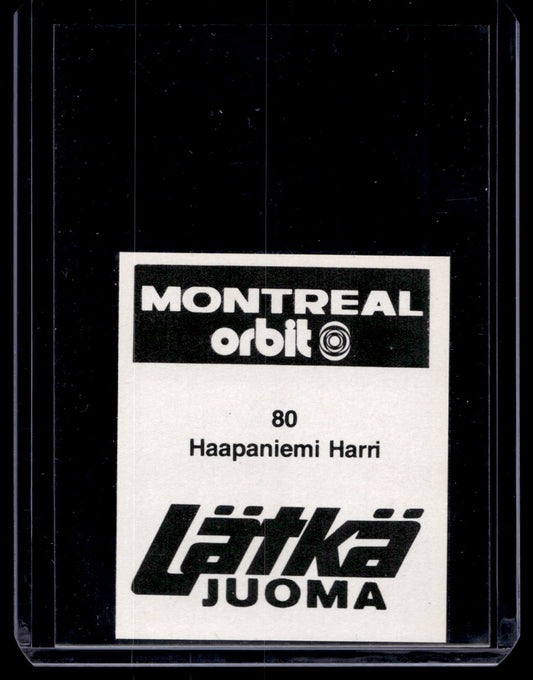 MONTREAL
orbit
80
Haapaniemi Harri
Lätkä
JUOMA